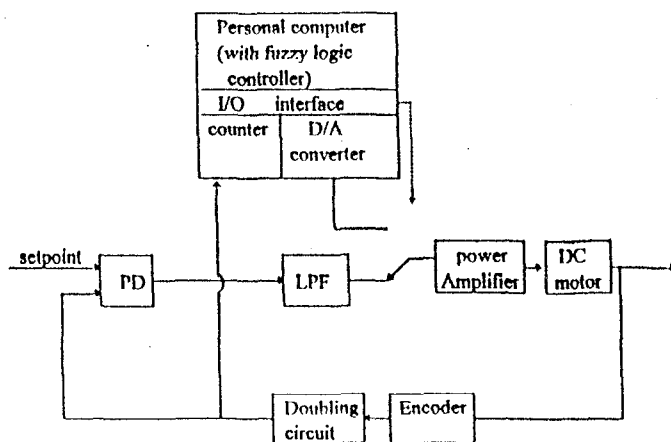 Personal computer
(with fuzzy logic
controller)
I/O interface
counter
D/A
converter
setpoint
PD
LPF
power
Amplifier
DC
motor
Doubling
circuit
Encoder